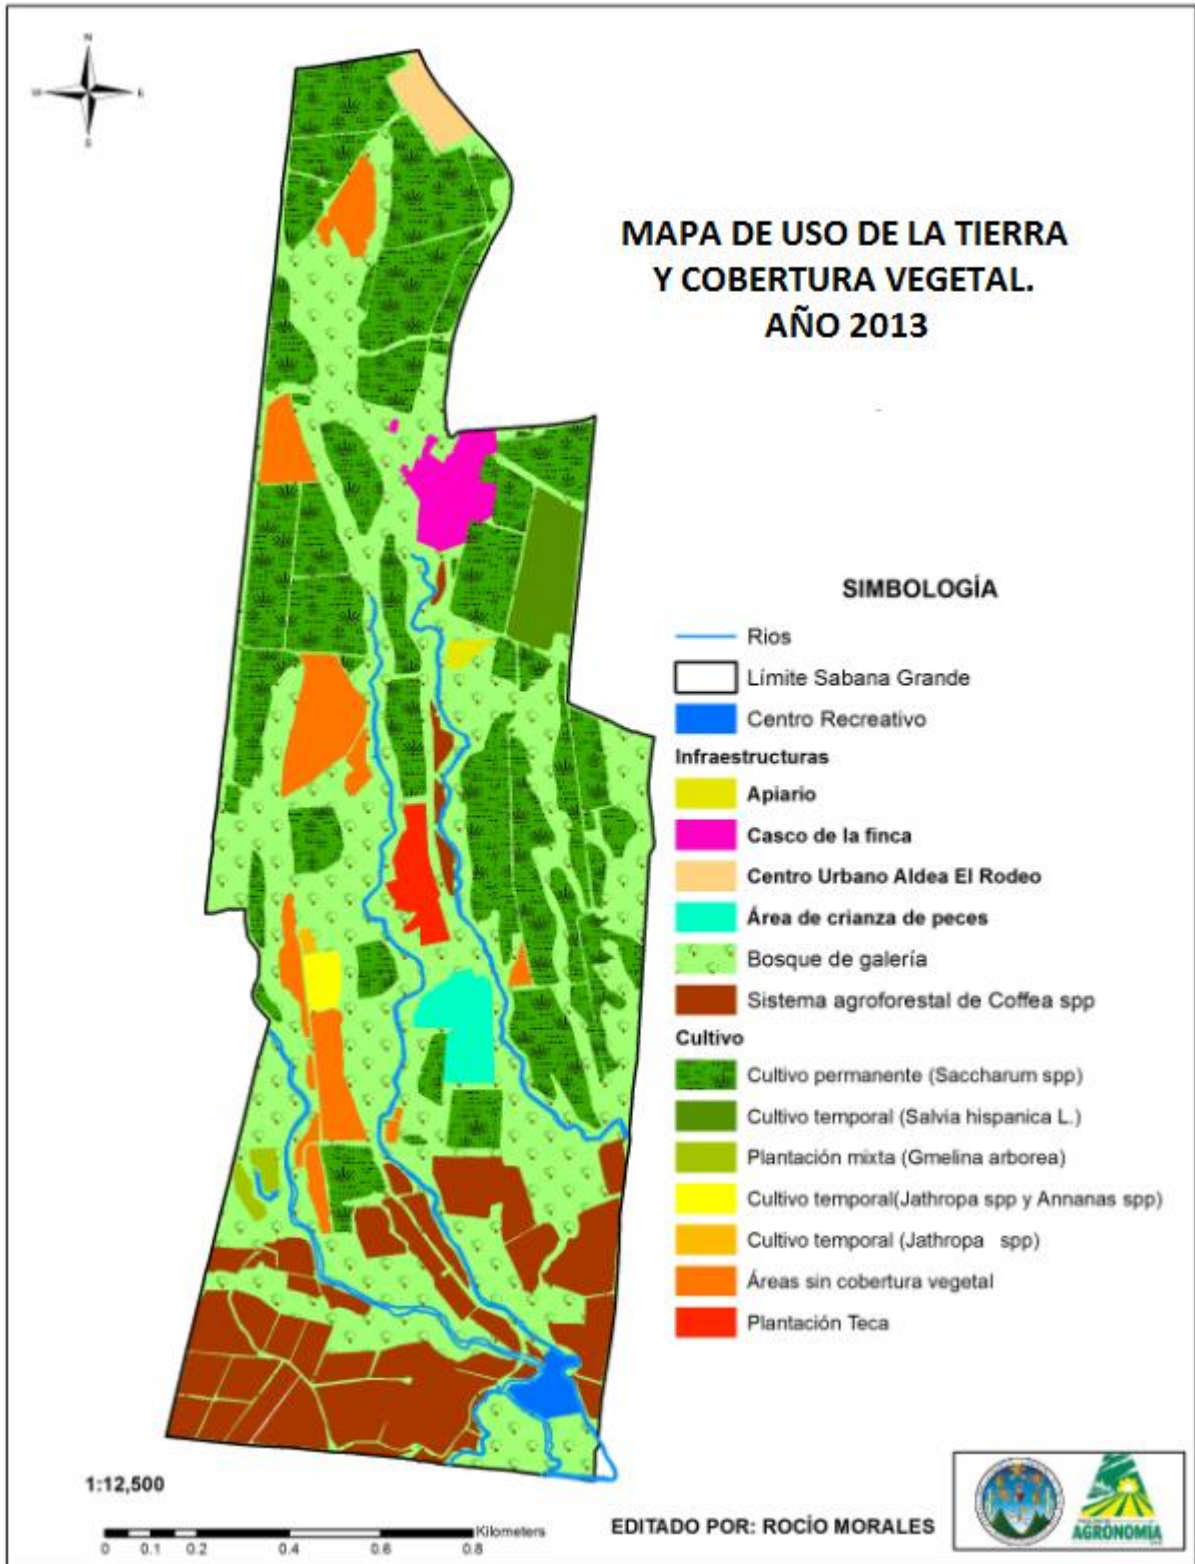 N
W
E
S
MAPA DE USO DE LA TIERRA
Y COBERTURA VEGETAL.
AÑO 2013
SIMBOLOGÍA
Rios
Límite Sabana Grande
Centro Recreativo
Infraestructuras
Apiario
Casco de la finca
Centro Urbano Aldea El Rodeo
Área de crianza de peces
Bosque de galería
Sistema agroforestal de Coffea spp
Cultivo
Cultivo permanente (Saccharum spp)
Cultivo temporal (Salvia hispanica L.)
Plantación mixta (Gmelina arborea)
Cultivo temporal(Jathropa spp y Annanas spp)
Cultivo temporal (Jathropa spp)
Áreas sin cobertura vegetal
Plantación Teca
1:12,500
Kilometers
0 0.1 0.2 0.4 0.6 0.8
EDITADO POR: ROCÍO MORALES
AGRONOMÍA